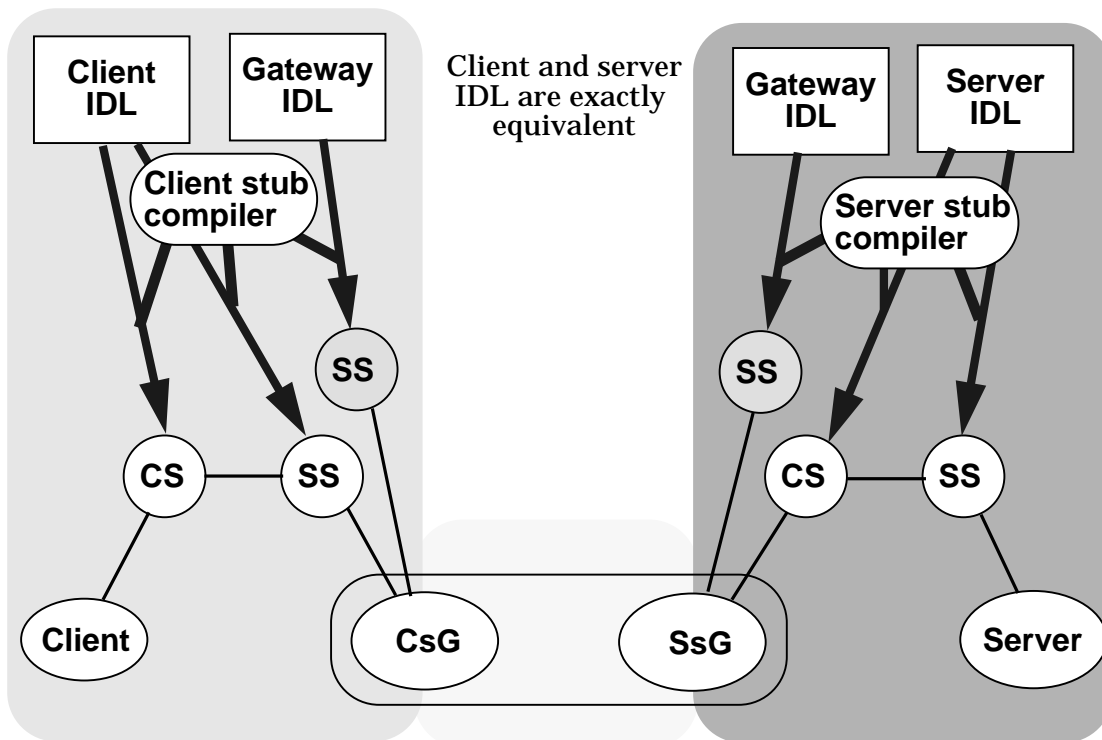 Client
IDL
Gateway
IDL
Client and server
IDL are exactly
equivalent
Gateway
IDL
Server
IDL
Client stub
compiler
Server stub
compiler
SS
SS
CS
SS
CS
SS
Client
CsG
SsG
Server